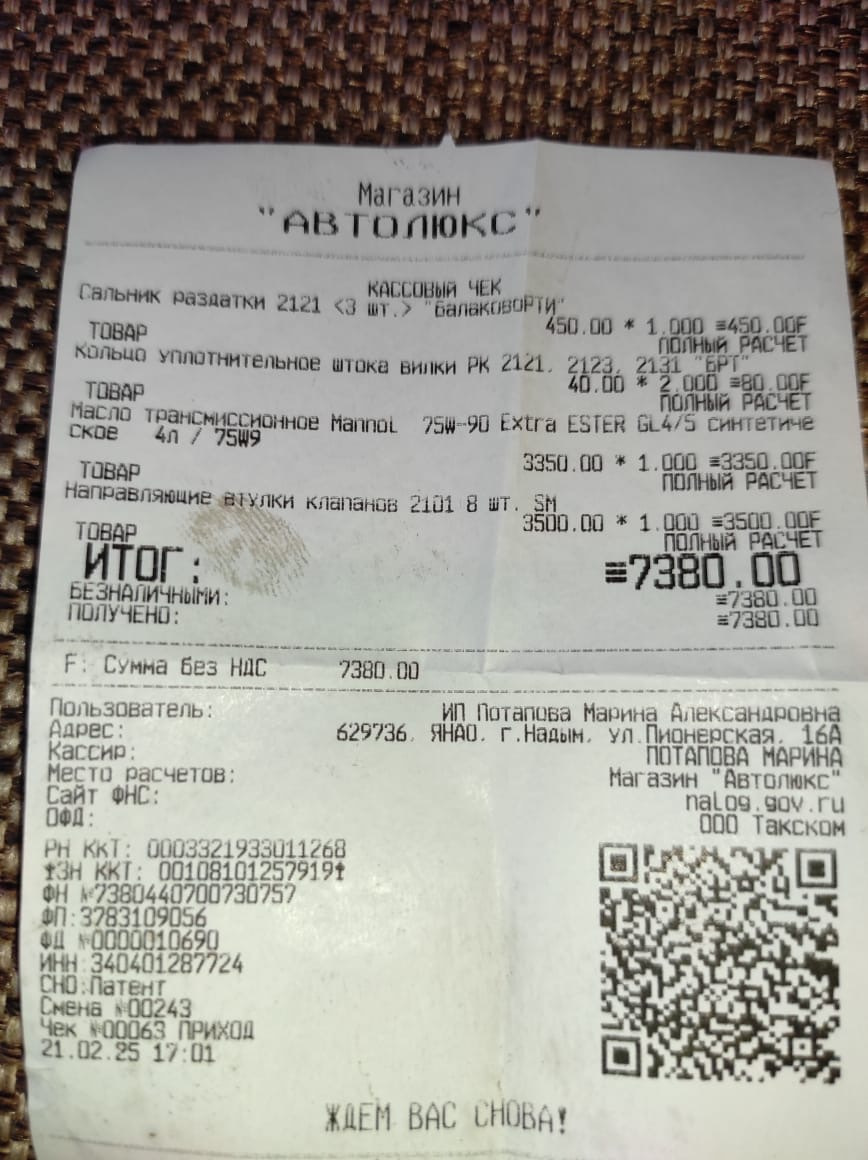 Магазин
"АВТОЛЮКС"
КАССОВЫЙ ЧЕК
Сальник раздатки 2121 <3 шт.> "БалаковоРТИ"
450.00 * 1.000 ≡450.00F
ТОВАР ПОЛНЫЙ РАСЧЕТ
Кольцо уплотнительное штока вилки РК 2121, 2123, 2131 "БРТ"
40.00 * 2.000 ≡80.00F
ТОВАР ПОЛНЫЙ РАСЧЕТ
Масло трансмиссионное Mannol 75W-90 Extra ESTER GL4/5 синтетиче
ское 4л / 75W9
3350.00 * 1.000 ≡3350.00F
ТОВАР ПОЛНЫЙ РАСЧЕТ
Направляющие втулки клапанов 2101 8 шт. SM
3500.00 * 1.000 ≡3500.00F
ТОВАР ПОЛНЫЙ РАСЧЕТ
ИТОГ: ≡7380.00
БЕЗНАЛИЧНЫМИ: ≡7380.00
ПОЛУЧЕНО: ≡7380.00
F: Сумма без НДС 7380.00
Пользователь: ИП Потапова Марина Александровна
Адрес: 629736, ЯНАО, г.Надым, ул.Пионерская, 16А
Кассир: ПОТАПОВА МАРИНА
Место расчетов: Магазин "Автолюкс"
Сайт ФНС: nalog.gov.ru
ОФД: ООО Такском
РН ККТ: 0003321933011268
ЗН ККТ: 00108101257919
ФН №7380440700730757
ФП:3783109056
ФД №0000010690
ИНН:340401287724
СНО:Патент
Смена №00243
Чек №00063 ПРИХОД
21.02.25 17:01
ЖДЕМ ВАС СНОВА!